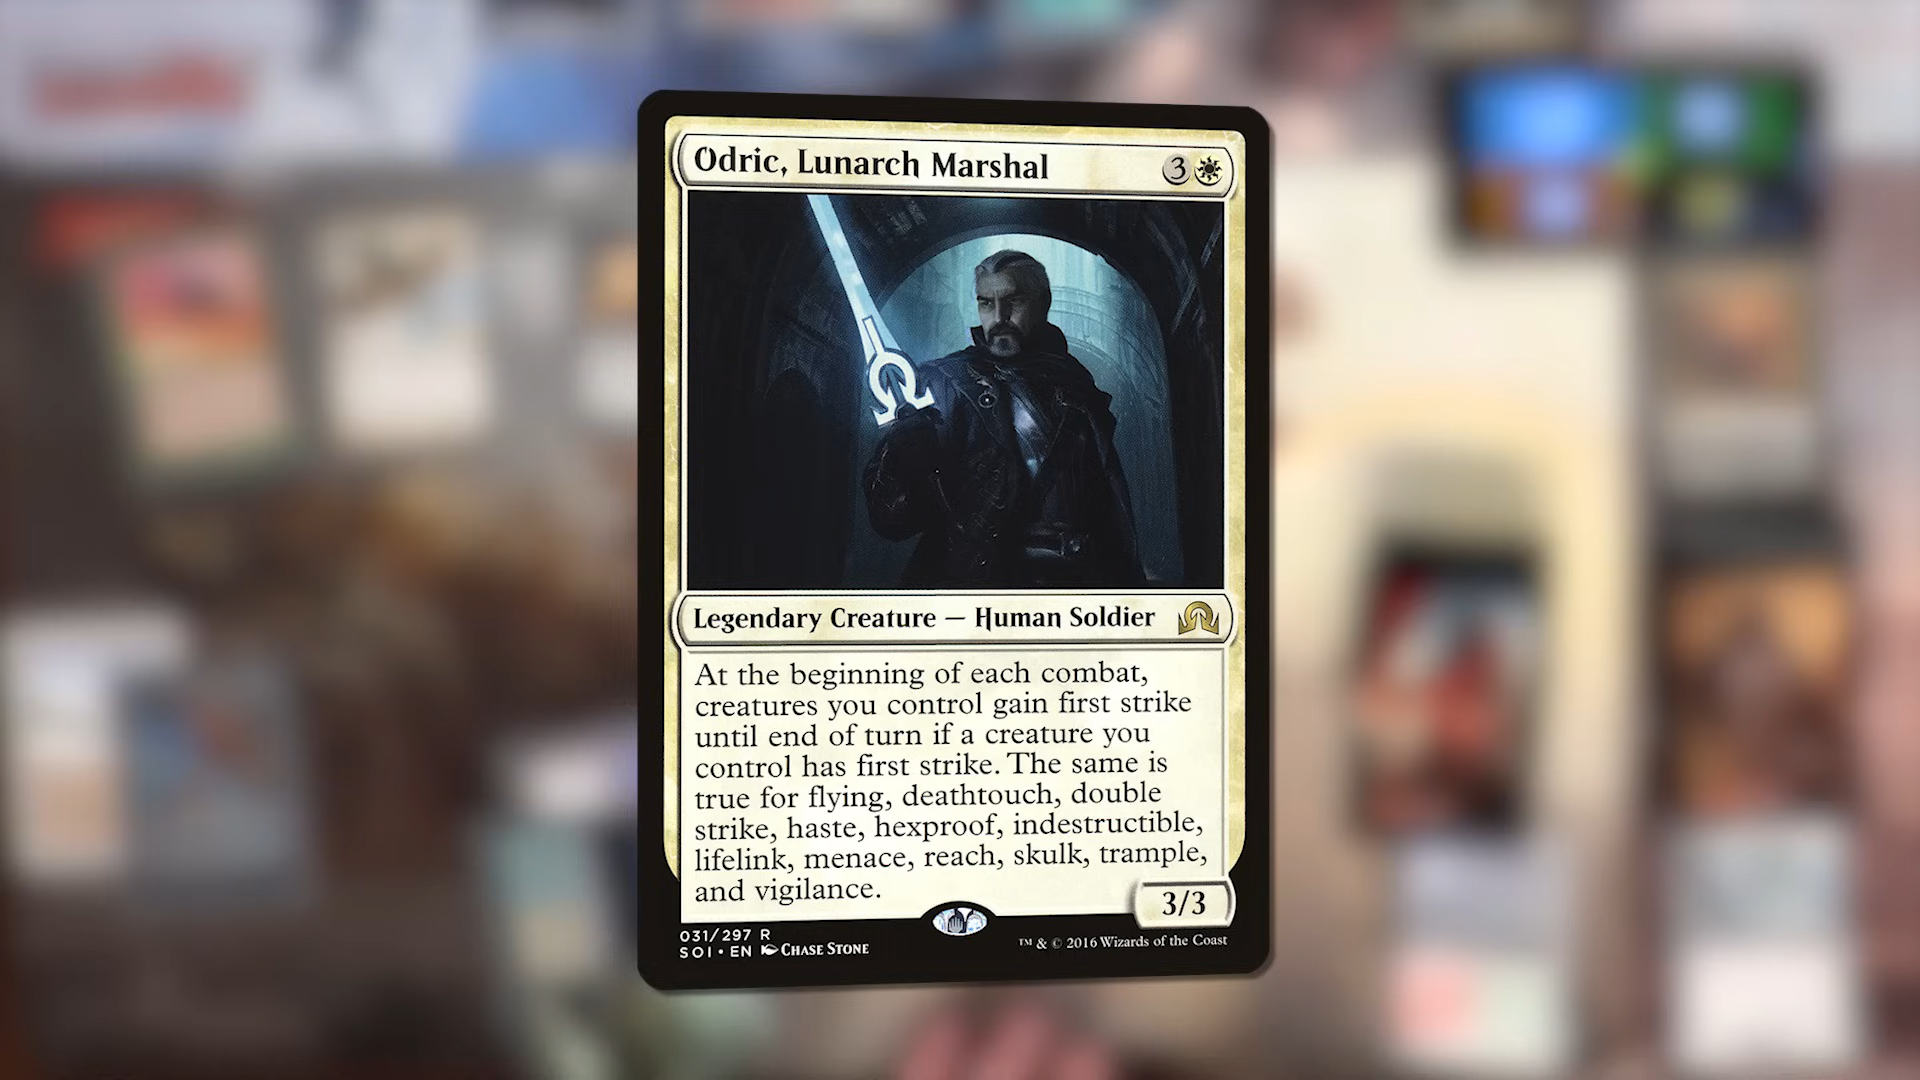 Odric, Lunarch Marshal 3
Legendary Creature — Human Soldier
At the beginning of each combat,
creatures you control gain first strike
until end of turn if a creature you
control has first strike. The same is
true for flying, deathtouch, double
strike, haste, hexproof, indestructible,
lifelink, menace, reach, skulk, trample,
and vigilance.
3/3
031/297 R
SOI • EN Chase Stone
™ & © 2016 Wizards of the Coast